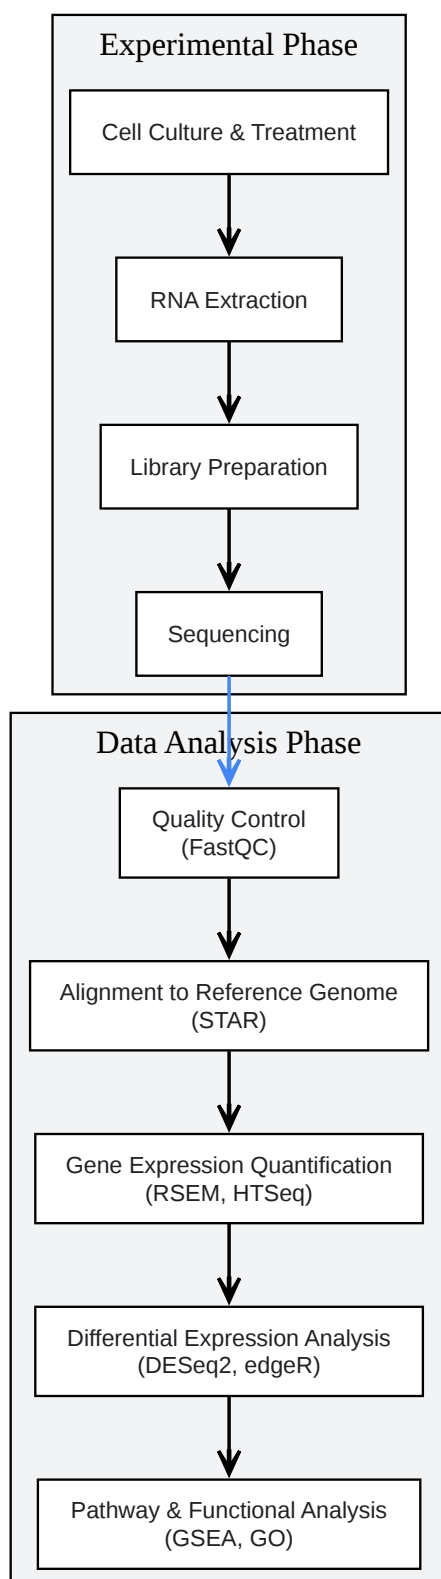 Experimental Phase
Cell Culture & Treatment
RNA Extraction
Library Preparation
Sequencing
Data Analysis Phase
Quality Control
(FastQC)
Alignment to Reference Genome
(STAR)
Gene Expression Quantification
(RSEM, HTSeq)
Differential Expression Analysis
(DESeq2, edgeR)
Pathway & Functional Analysis
(GSEA, GO)